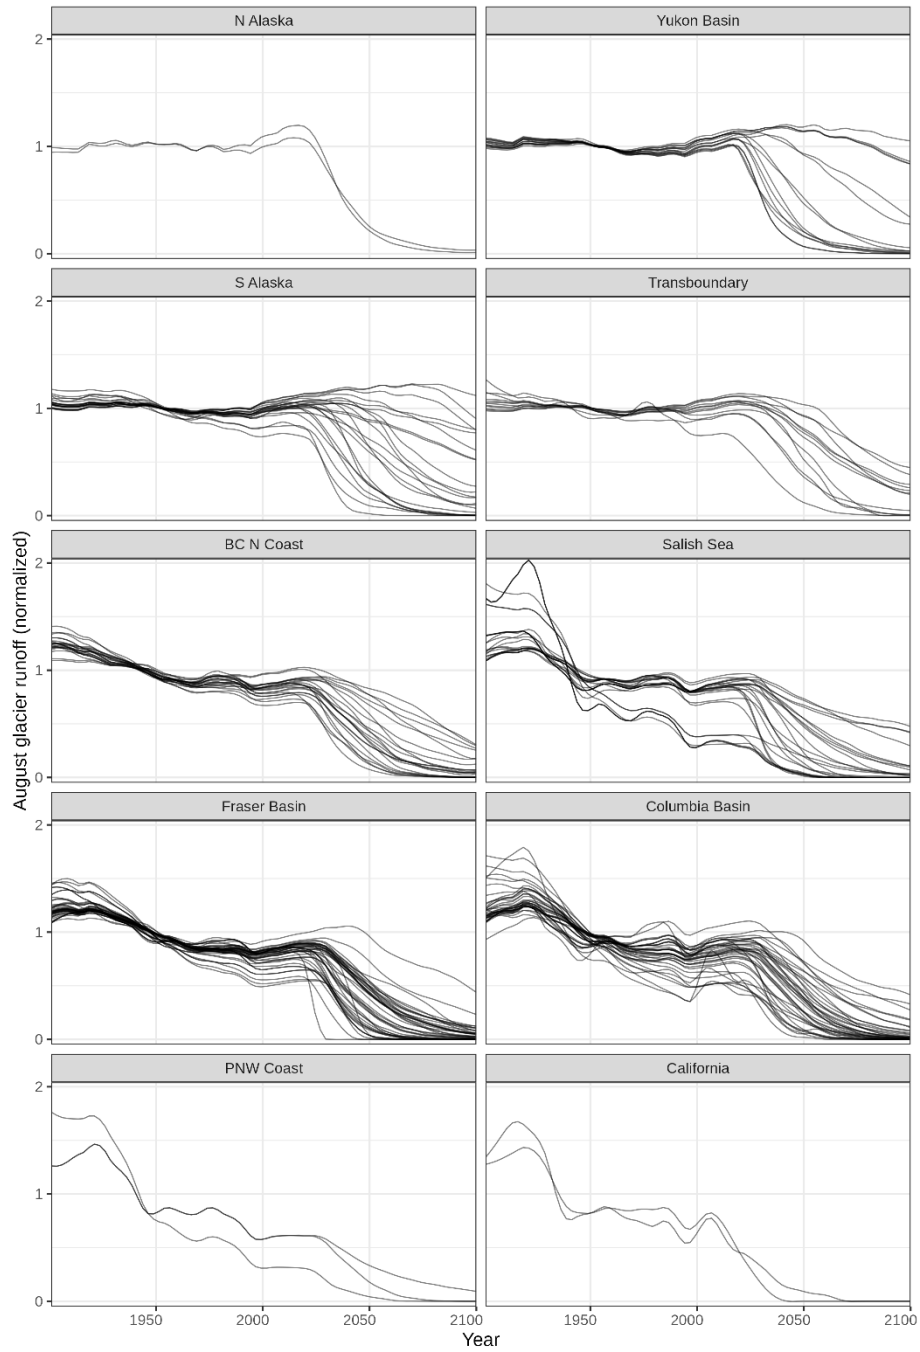 N Alaska
Yukon Basin
2
1
0
S Alaska
Transboundary
2
1
0
BC N Coast
Salish Sea
2
1
0
Fraser Basin
Columbia Basin
2
1
0
PNW Coast
California
2
1
0
1950
2000
2050
2100
1950
2000
2050
2100
Year
August glacier runoff (normalized)